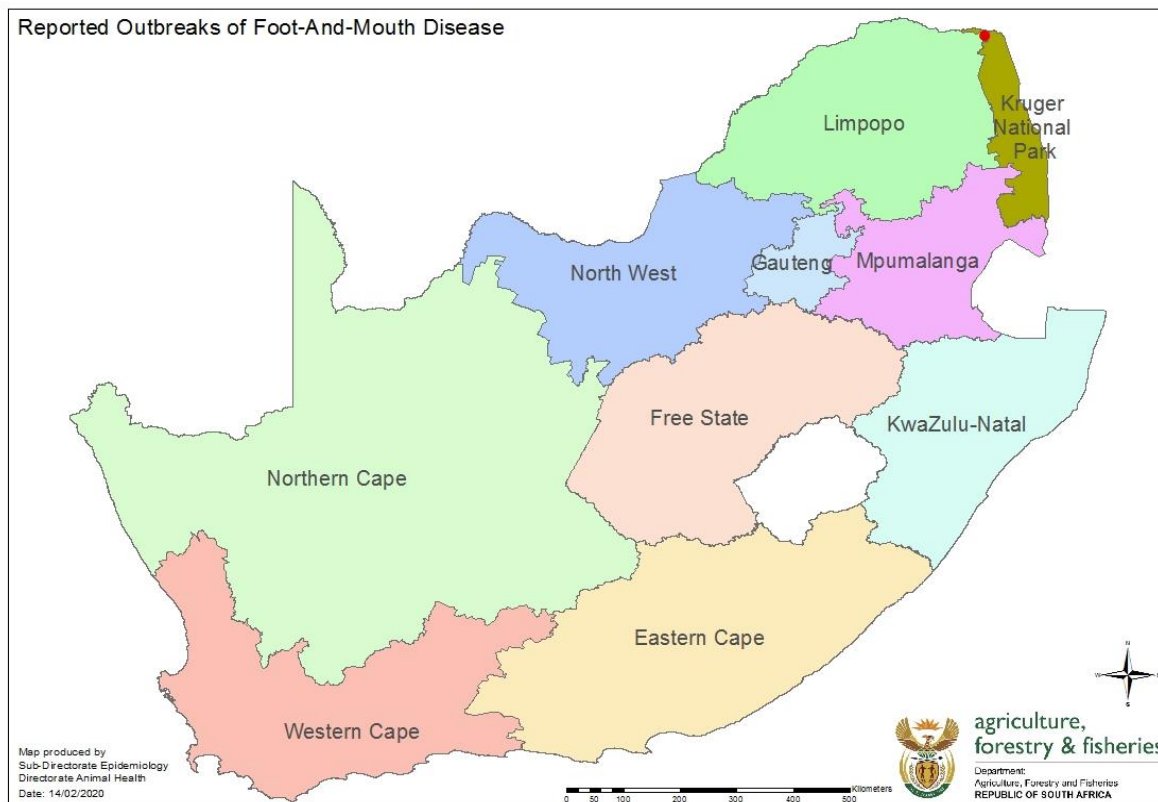 Reported Outbreaks of Foot-And-Mouth Disease
Limpopo
Kruger
National
Park
North West
Gauteng
Mpumalanga
Free State
KwaZulu-Natal
Northern Cape
Eastern Cape
Western Cape
N
W
S
Map produced by
Sub-Directorate Epidemiology
Directorate Animal Health
Date: 14/02/2020
0 50 100 200 300 400 500
Kilometers
agriculture,
forestry & fisheries
Department:
Agriculture, Forestry and Fisheries
REPUBLIC OF SOUTH AFRICA